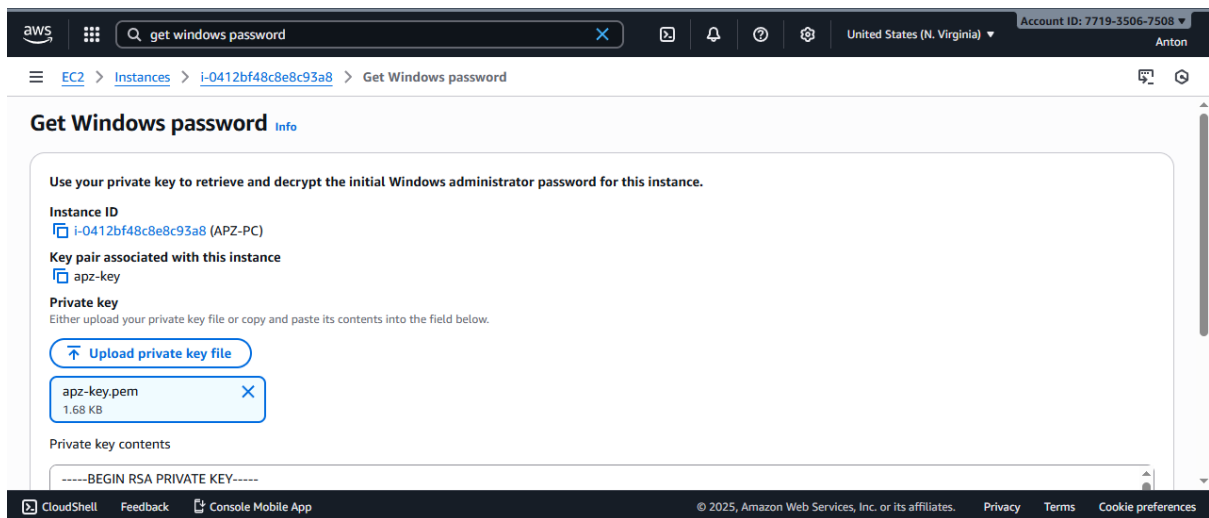 aws
get windows password
United States (N. Virginia)
Account ID: 7719-3506-7508
Anton
EC2 > Instances > i-0412bf48c8e8c93a8 > Get Windows password
Get Windows password Info
Use your private key to retrieve and decrypt the initial Windows administrator password for this instance.
Instance ID
i-0412bf48c8e8c93a8 (APZ-PC)
Key pair associated with this instance
apz-key
Private key
Either upload your private key file or copy and paste its contents into the field below.
Upload private key file
apz-key.pem
1.68 KB
Private key contents
-----BEGIN RSA PRIVATE KEY-----
CloudShell Feedback Console Mobile App © 2025, Amazon Web Services, Inc. or its affiliates. Privacy Terms Cookie preferences